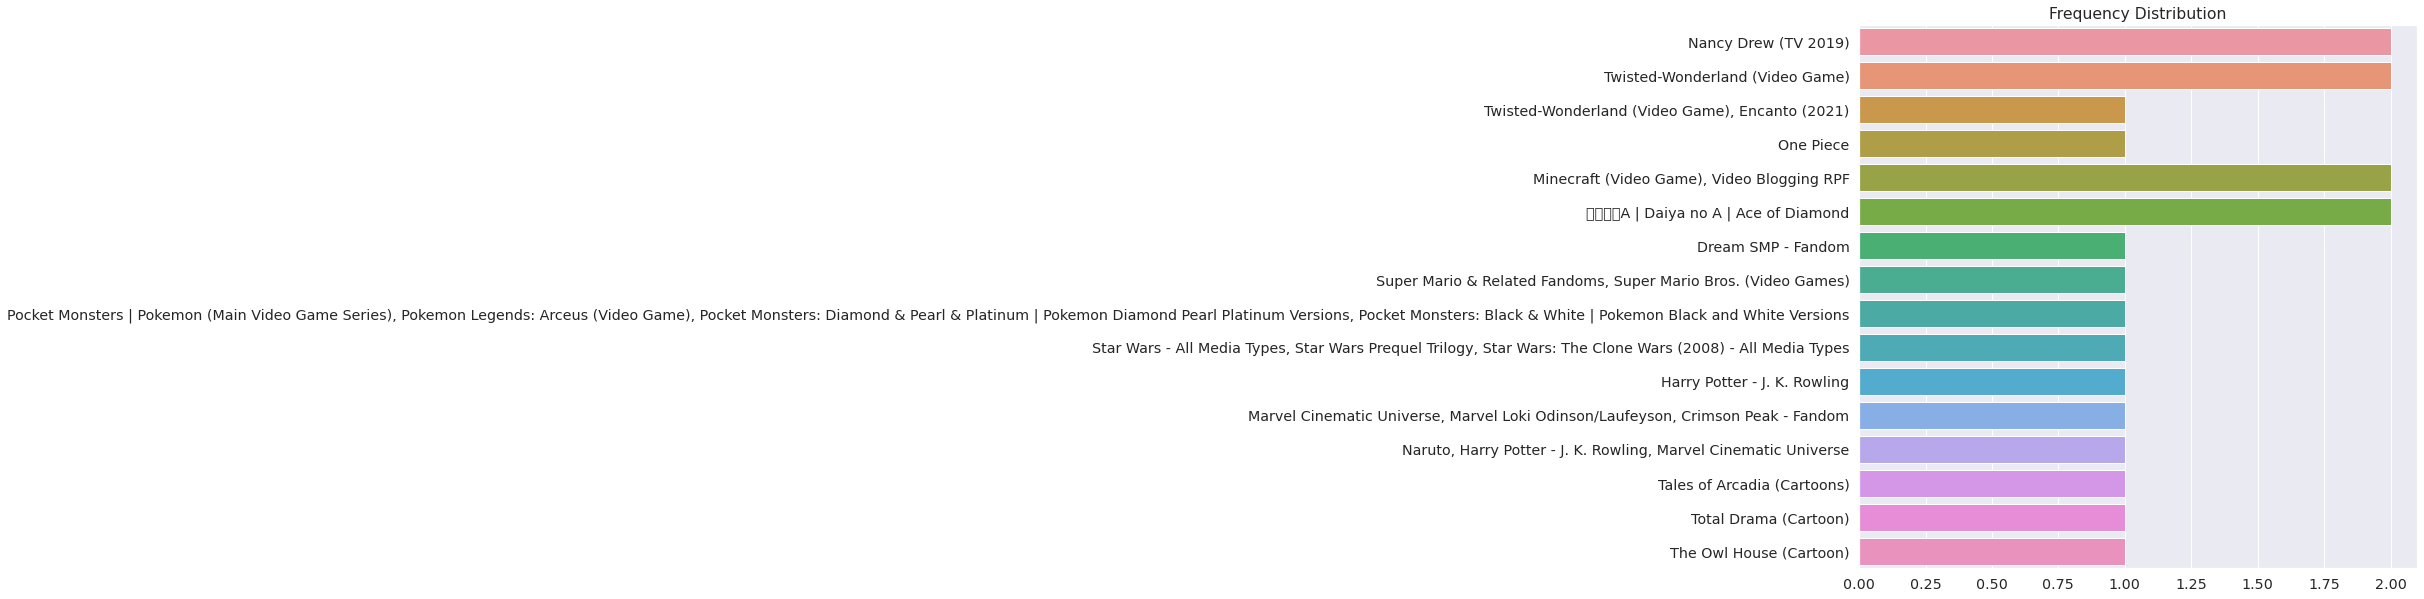 Frequency Distribution
Nancy Drew (TV 2019)
Twisted-Wonderland (Video Game)
Twisted-Wonderland (Video Game), Encanto (2021)
One Piece
Minecraft (Video Game), Video Blogging RPF
A | Daiya no A | Ace of Diamond
Dream SMP - Fandom
Super Mario & Related Fandoms, Super Mario Bros. (Video Games)
Pocket Monsters | Pokemon (Main Video Game Series), Pokemon Legends: Arceus (Video Game), Pocket Monsters: Diamond & Pearl & Platinum | Pokemon Diamond Pearl Platinum Versions, Pocket Monsters: Black & White | Pokemon Black and White Versions
Star Wars - All Media Types, Star Wars Prequel Trilogy, Star Wars: The Clone Wars (2008) - All Media Types
Harry Potter - J. K. Rowling
Marvel Cinematic Universe, Marvel Loki Odinson/Laufeyson, Crimson Peak - Fandom
Naruto, Harry Potter - J. K. Rowling, Marvel Cinematic Universe
Tales of Arcadia (Cartoons)
Total Drama (Cartoon)
The Owl House (Cartoon)
0.00 0.25 0.50 0.75 1.00 1.25 1.50 1.75 2.00